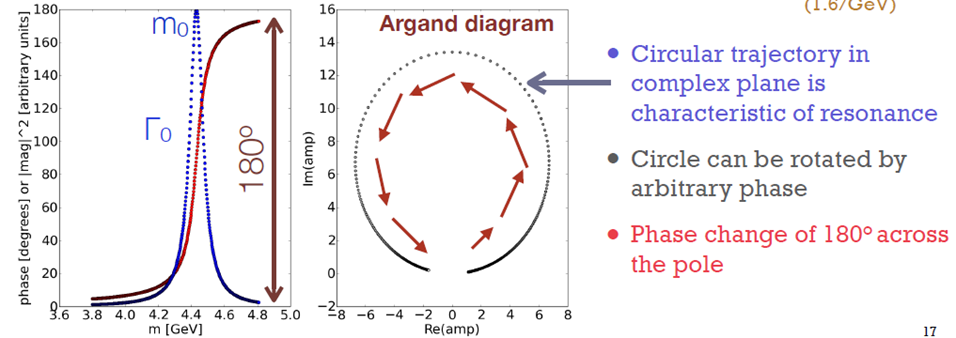 (1.6/GeV)
180
160
140
120
100
80
60
40
20
0
phase [degrees] or |mag|^2 [arbitrary units]
m₀
Γ₀
180º
3.6 3.8 4.0 4.2 4.4 4.6 4.8 5.0
m [GeV]
Argand diagram
16
14
12
10
8
6
4
2
0
−2
Im(amp)
−8 −6 −4 −2 0 2 4 6 8
Re(amp)
• Circular trajectory in
complex plane is
characteristic of resonance
• Circle can be rotated by
arbitrary phase
• Phase change of 180º across
the pole
17